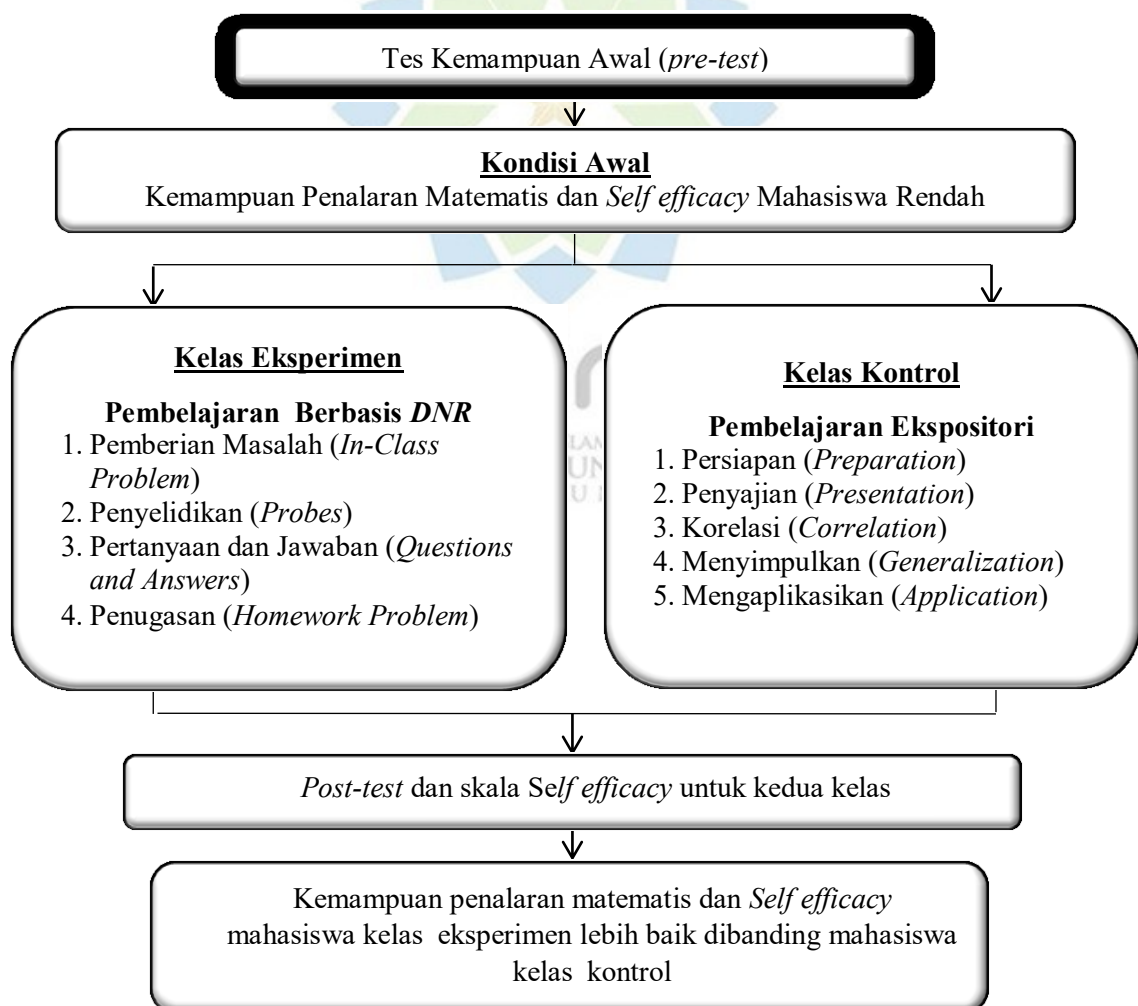 Tes Kemampuan Awal (pre-test)
Kondisi Awal
Kemampuan Penalaran Matematis dan Self efficacy Mahasiswa Rendah
Kelas Eksperimen
Pembelajaran Berbasis DNR
1. Pemberian Masalah (In-Class
Problem)
2. Penyelidikan (Probes)
3. Pertanyaan dan Jawaban (Questions
and Answers)
4. Penugasan (Homework Problem)
Kelas Kontrol
Pembelajaran Ekspositori
1. Persiapan (Preparation)
2. Penyajian (Presentation)
3. Korelasi (Correlation)
4. Menyimpulkan (Generalization)
5. Mengaplikasikan (Application)
Post-test dan skala Self efficacy untuk kedua kelas
Kemampuan penalaran matematis dan Self efficacy
mahasiswa kelas eksperimen lebih baik dibanding mahasiswa
kelas kontrol